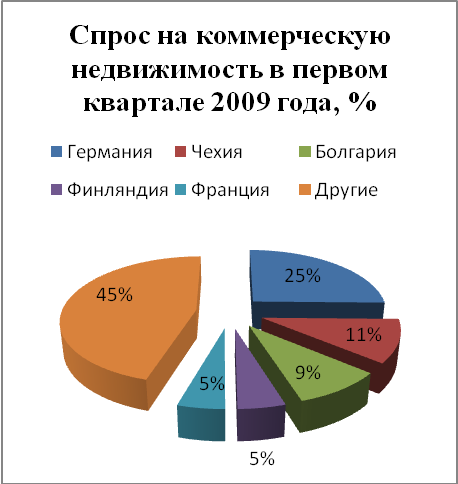 Спрос на коммерческую
недвижимость в первом
квартале 2009 года, %
Германия Чехия Болгария
Финляндия Франция Другие
45%
25%
11%
9%
5%
5%